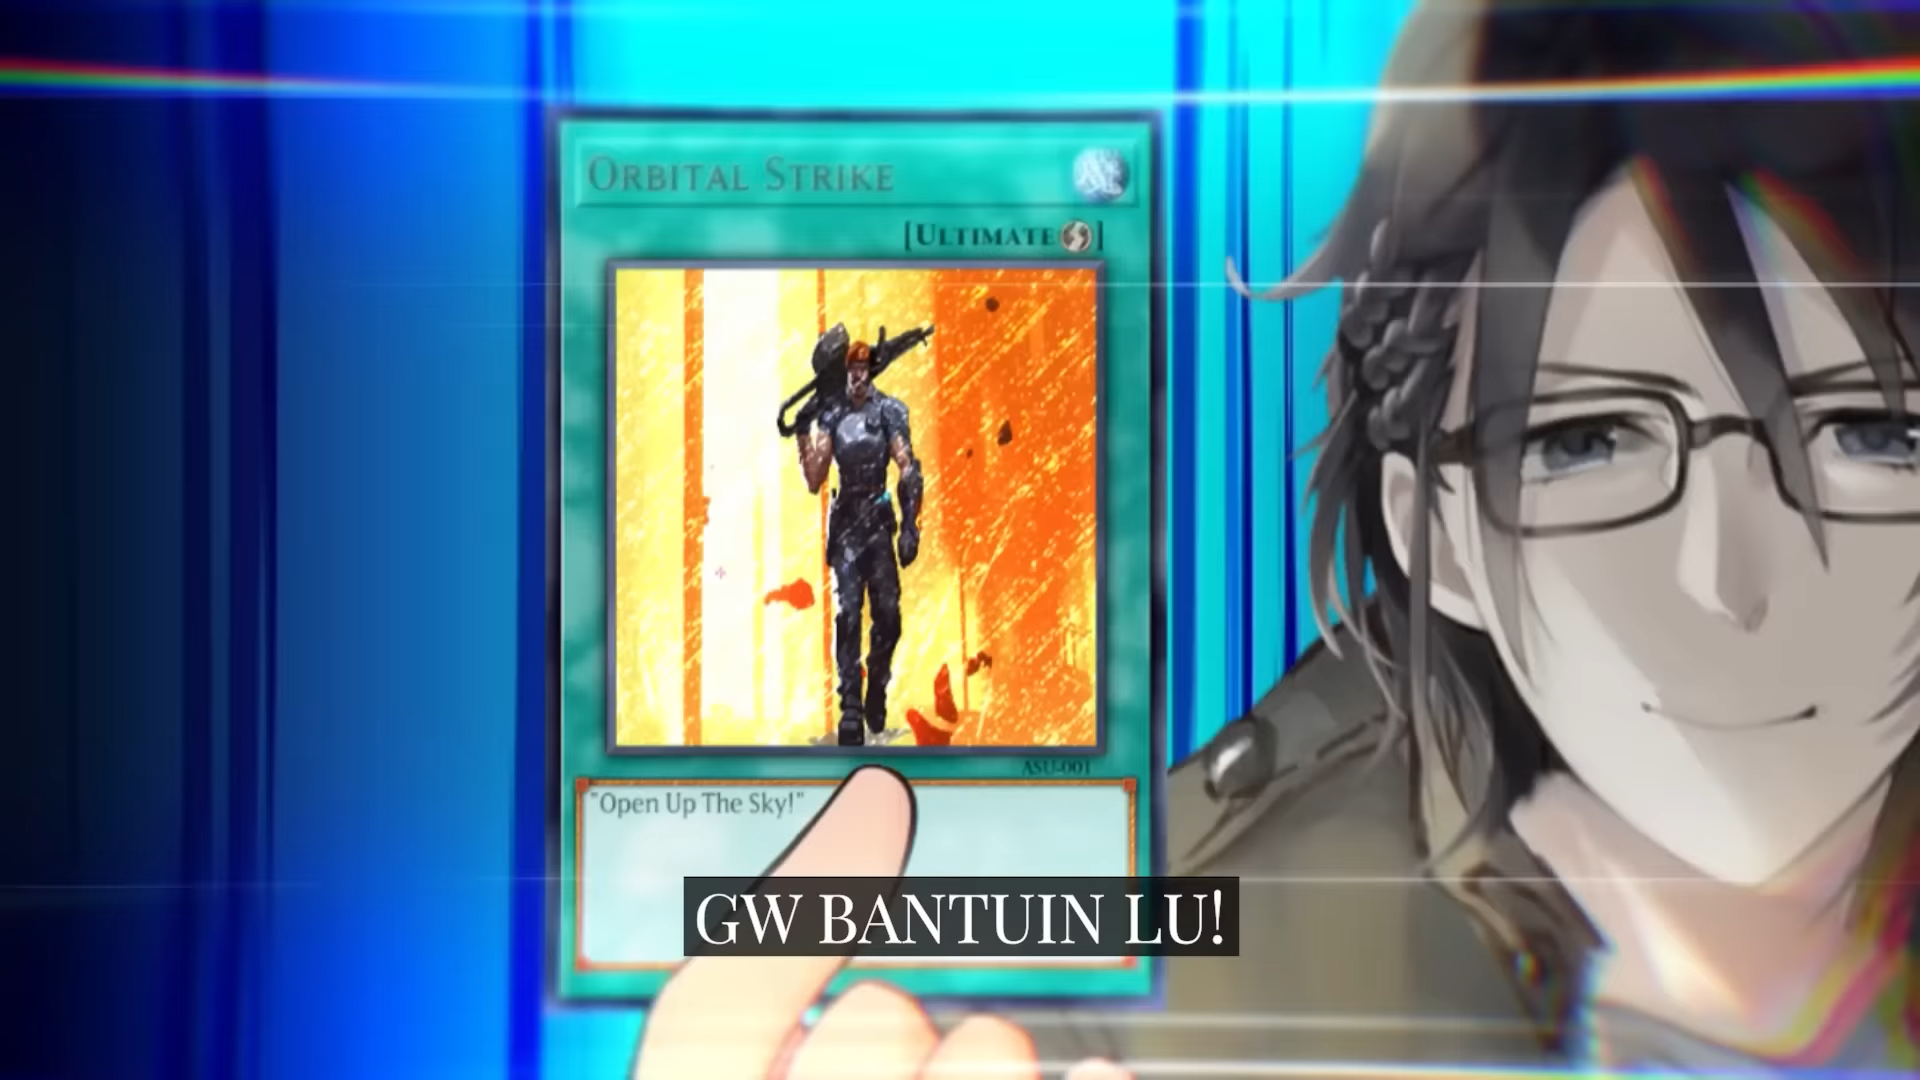 ORBITAL STRIKE
[ULTIMATE]
ASU-001
"Open Up The Sky!"
GW BANTUIN LU!